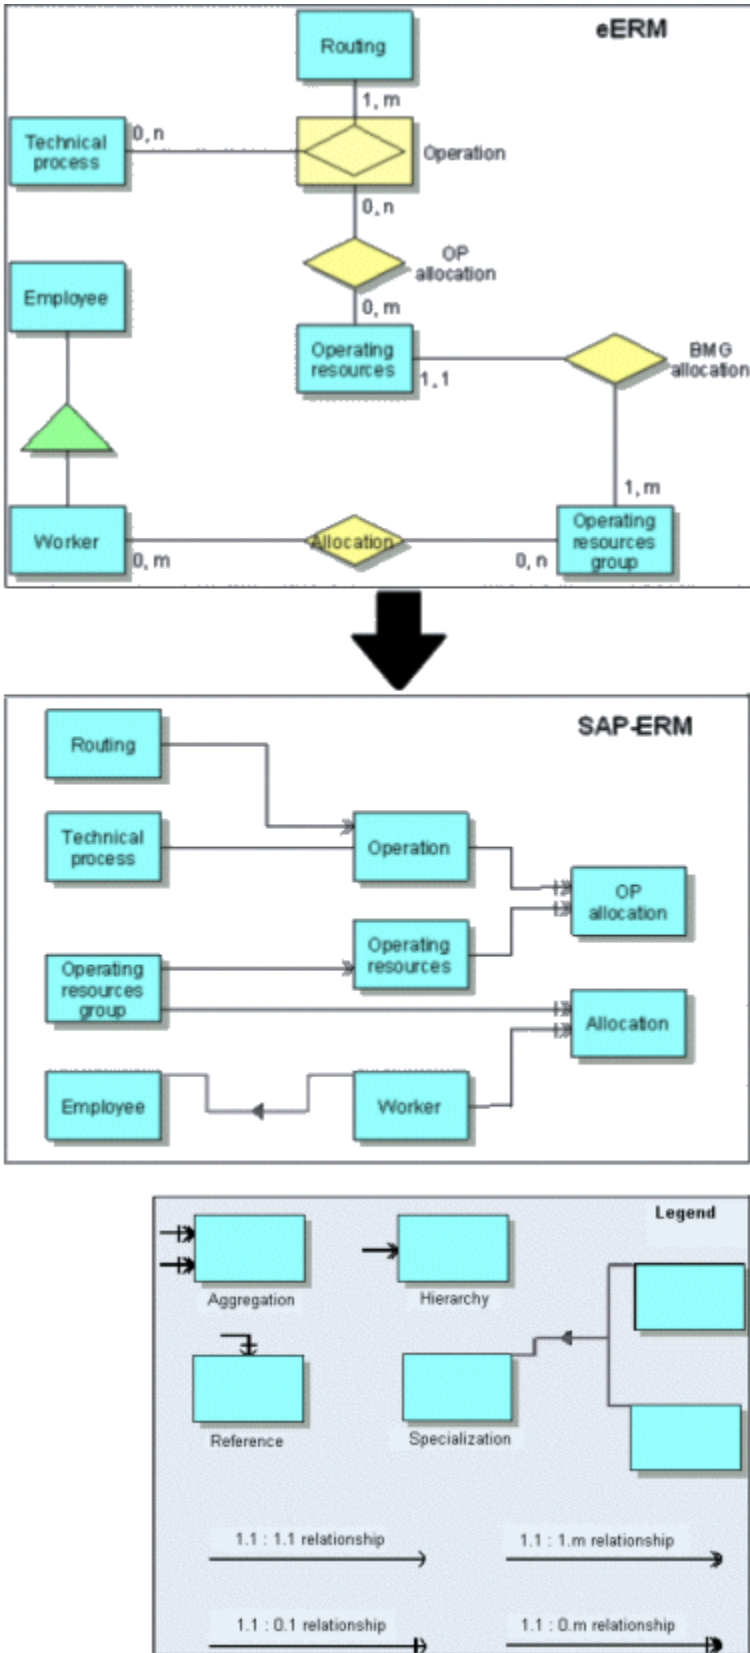 eERM
Routing
1, m
Technical
process
0, n
Operation
0, n
OP
allocation
Employee
0, m
Operating
resources
1, 1
BMG
allocation
1, m
Worker
0, m
Allocation
0, n
Operating
resources
group
SAP-ERM
Routing
Technical
process
Operation
OP
allocation
Operating
resources
Operating
resources
group
Allocation
Employee
Worker
Legend
Aggregation
Hierarchy
Reference
Specialization
1.1 : 1.1 relationship
1.1 : 1.m relationship
1.1 : 0.1 relationship
1.1 : 0.m relationship